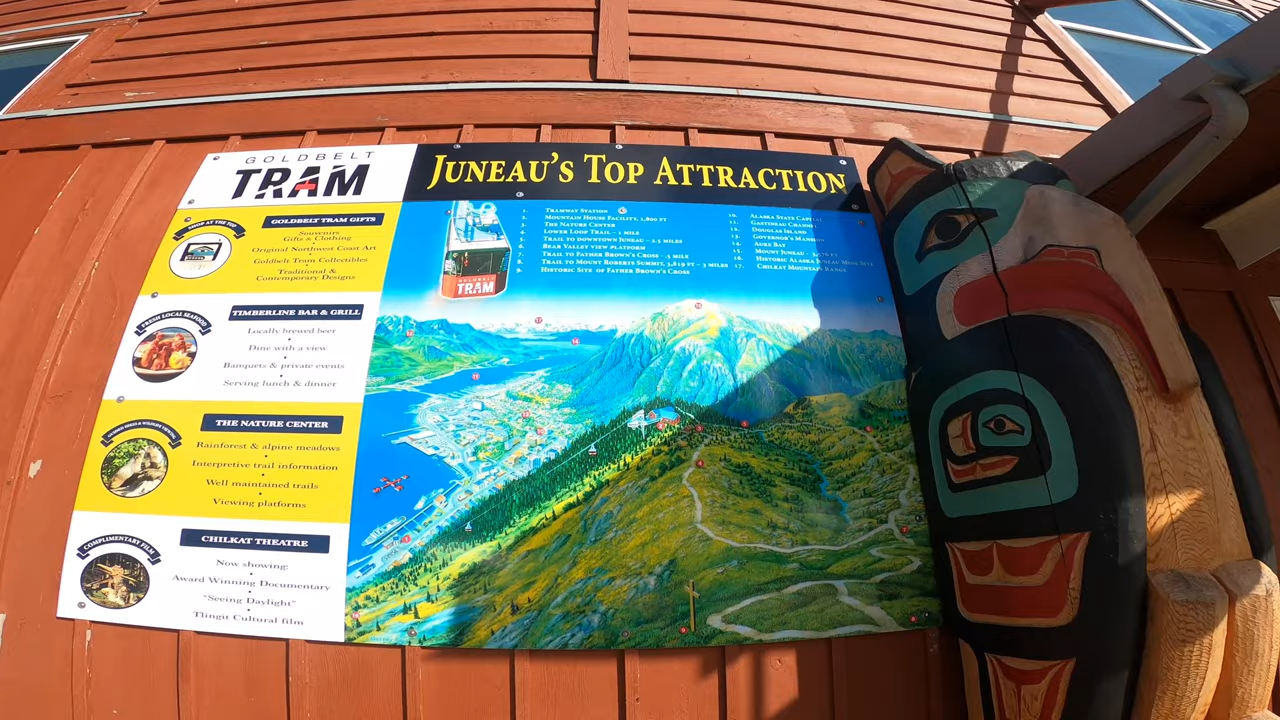 GOLDBELT
TRAM
JUNEAU'S TOP ATTRACTION
SHOP AT THE TOP
GOLDBELT TRAM GIFTS
Souvenirs
Gifts & Clothing
•
Original Northwest Coast Art
•
Goldbelt Tram Collectibles
•
Traditional &
Contemporary Designs
FRESH LOCAL SEAFOOD
TIMBERLINE BAR & GRILL
Locally brewed beer
•
Dine with a view
•
Banquets & private events
•
Serving lunch & dinner
THE NATURE CENTER
Rainforest & alpine meadows
•
Interpretive trail information
•
Well maintained trails
•
Viewing platforms
COMPLIMENTARY FILM
CHILKAT THEATRE
Now showing:
•
Award Winning Documentary
•
"Seeing Daylight"
•
Tlingit Cultural film
GOLDBELT
TRAM
1. TRAMWAY STATION
2. MOUNTAIN HOUSE FACILITY, 1,800 FT
3. THE NATURE CENTER
4. LOWER LOOP TRAIL – 1 MILE
5. TRAIL TO DOWNTOWN JUNEAU – 2.5 MILES
6. BEAR VALLEY VIEW PLATFORM
7. TRAIL TO FATHER BROWN'S CROSS – .5 MILE
8. TRAIL TO MOUNT ROBERTS SUMMIT, 3,819 FT – 3 MILES
9. HISTORIC SITE OF FATHER BROWN'S CROSS
10. ALASKA STATE CAPITOL
11. GASTINEAU CHANNEL
12. DOUGLAS ISLAND
13. GOVERNOR'S MANSION
14. AUKE BAY
15. MOUNT JUNEAU
16. HISTORIC ALASKA JUNEAU MINE SITE
17. CHILKAT MOUNTAIN RANGE